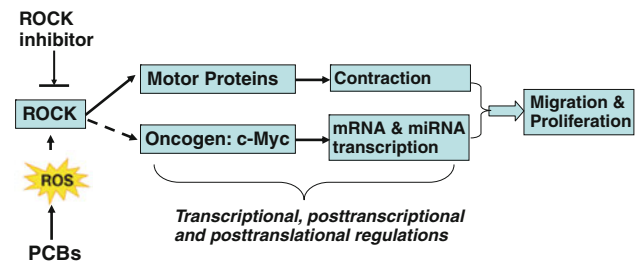 ROCK
inhibitor
Motor Proteins
Contraction
ROCK
Migration &
Proliferation
Oncogen: c-Myc
mRNA & miRNA
transcription
ROS
Transcriptional, posttranscriptional
and posttranslational regulations
PCBs